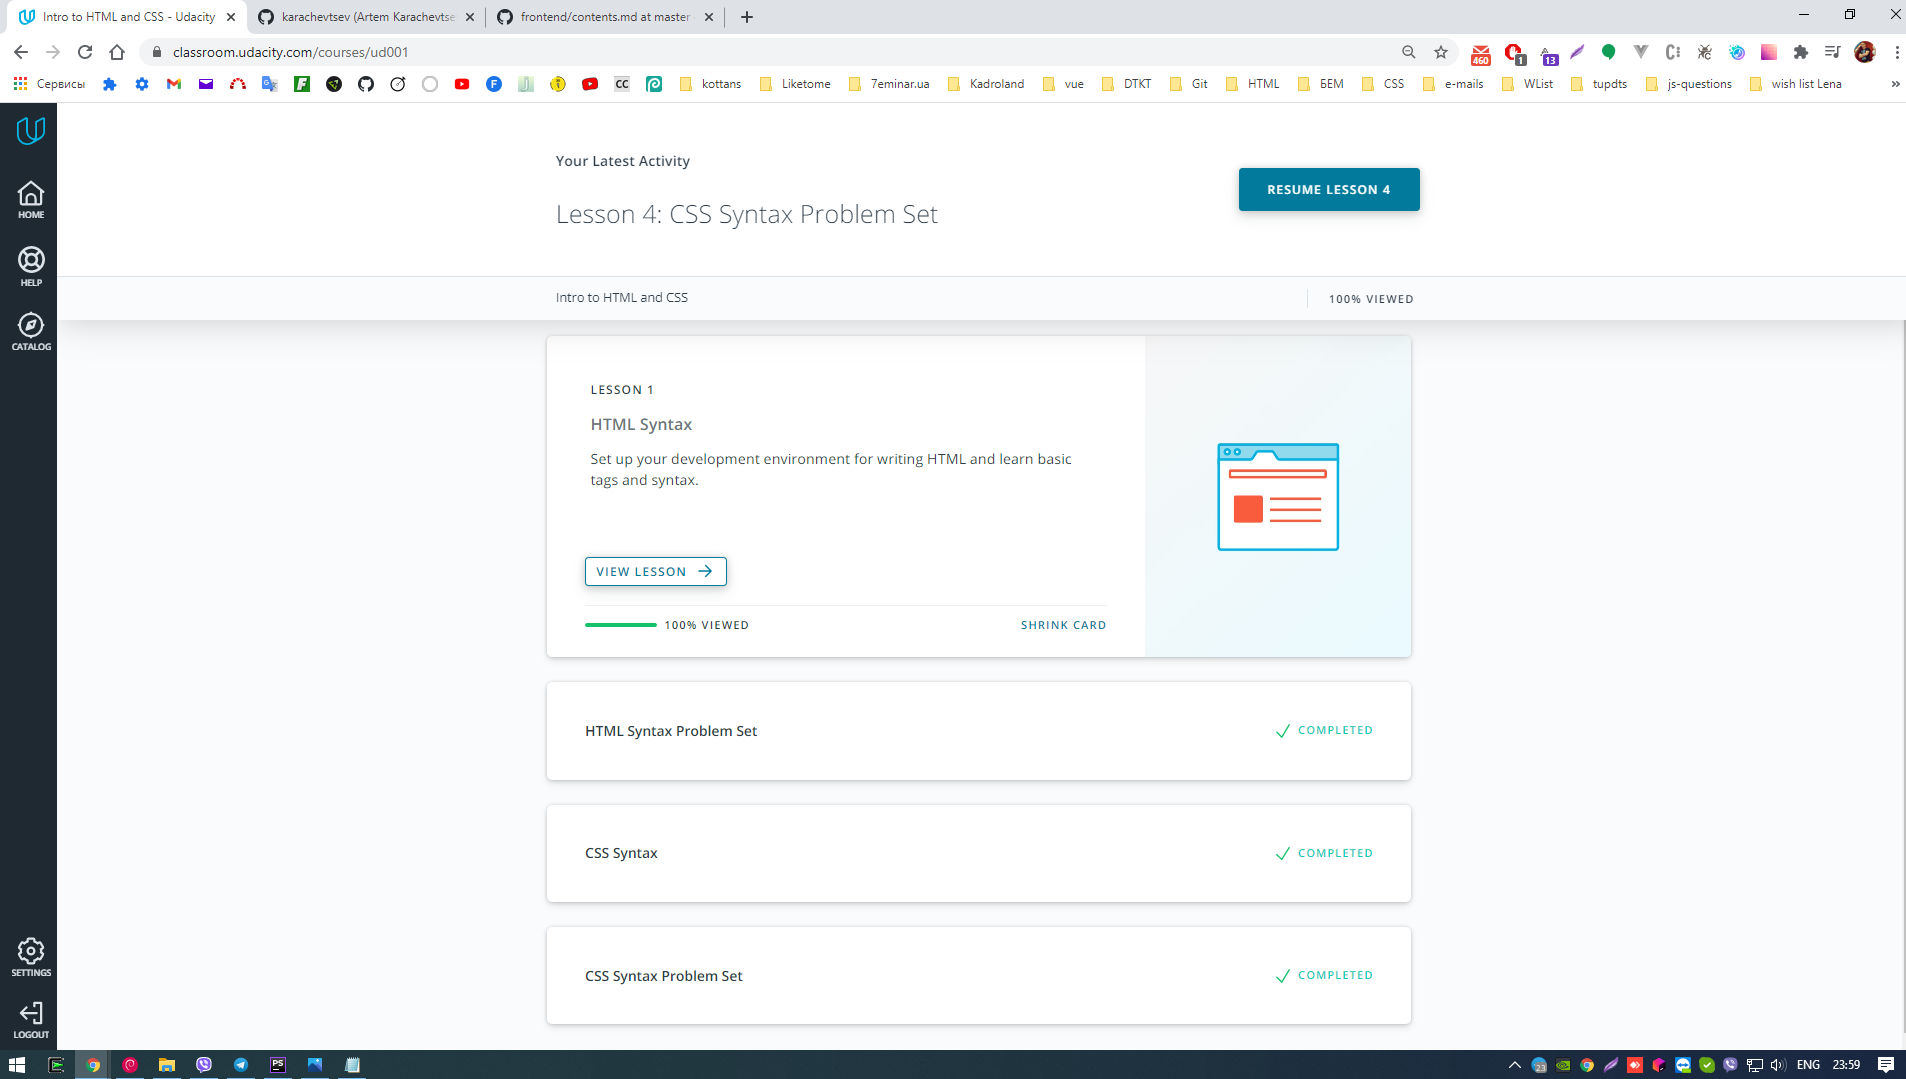 Intro to HTML and CSS - Udacity
karachevtsev (Artem Karachevtse
frontend/contents.md at master
classroom.udacity.com/courses/ud001
460
1
13
Сервисы
CC
kottans
Liketome
7eminar.ua
Kadroland
vue
DTKT
Git
HTML
БЕМ
CSS
e-mails
WList
tupdts
js-questions
wish list Lena
»
HOME
HELP
CATALOG
SETTINGS
LOGOUT
Your Latest Activity
Lesson 4: CSS Syntax Problem Set
RESUME LESSON 4
Intro to HTML and CSS
100% VIEWED
LESSON 1
HTML Syntax
Set up your development environment for writing HTML and learn basic
tags and syntax.
VIEW LESSON
100% VIEWED
SHRINK CARD
HTML Syntax Problem Set
COMPLETED
CSS Syntax
COMPLETED
CSS Syntax Problem Set
COMPLETED
PS
23
ENG
23:59